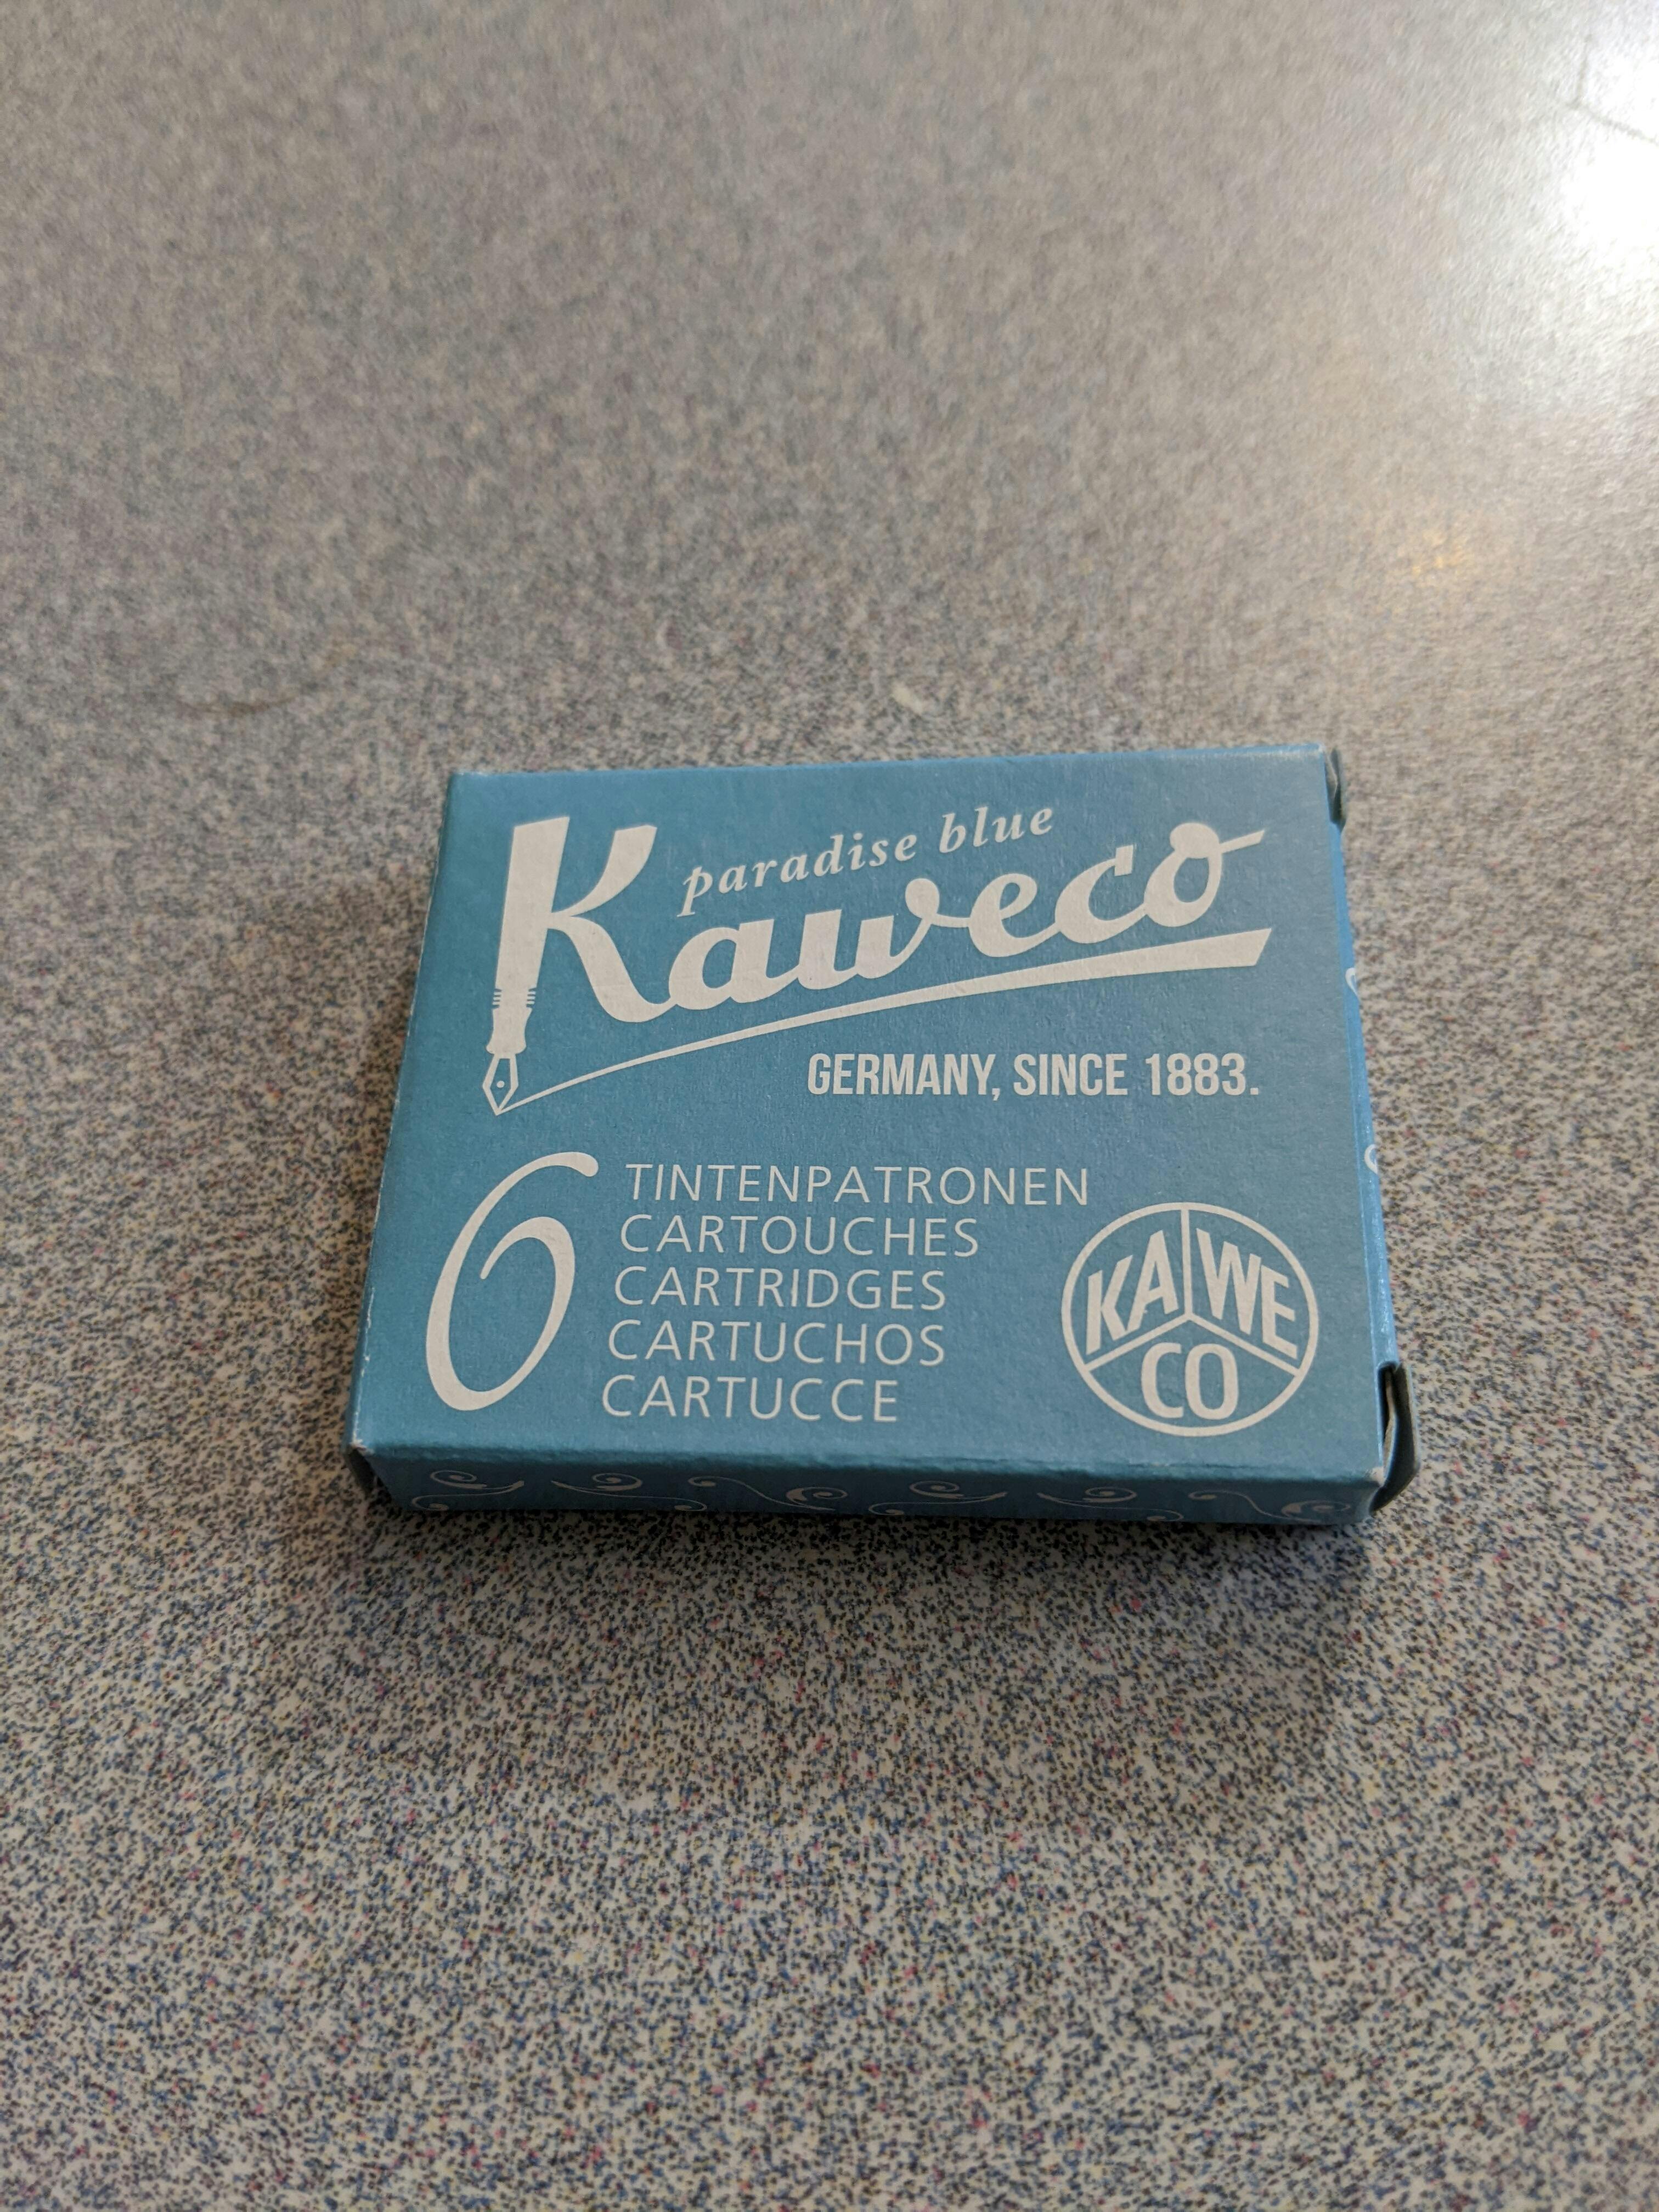 paradise blue
Kaweco
GERMANY, SINCE 1883.
6
TINTENPATRONEN
CARTOUCHES
CARTRIDGES
CARTUCHOS
CARTUCCE
KA WE
CO